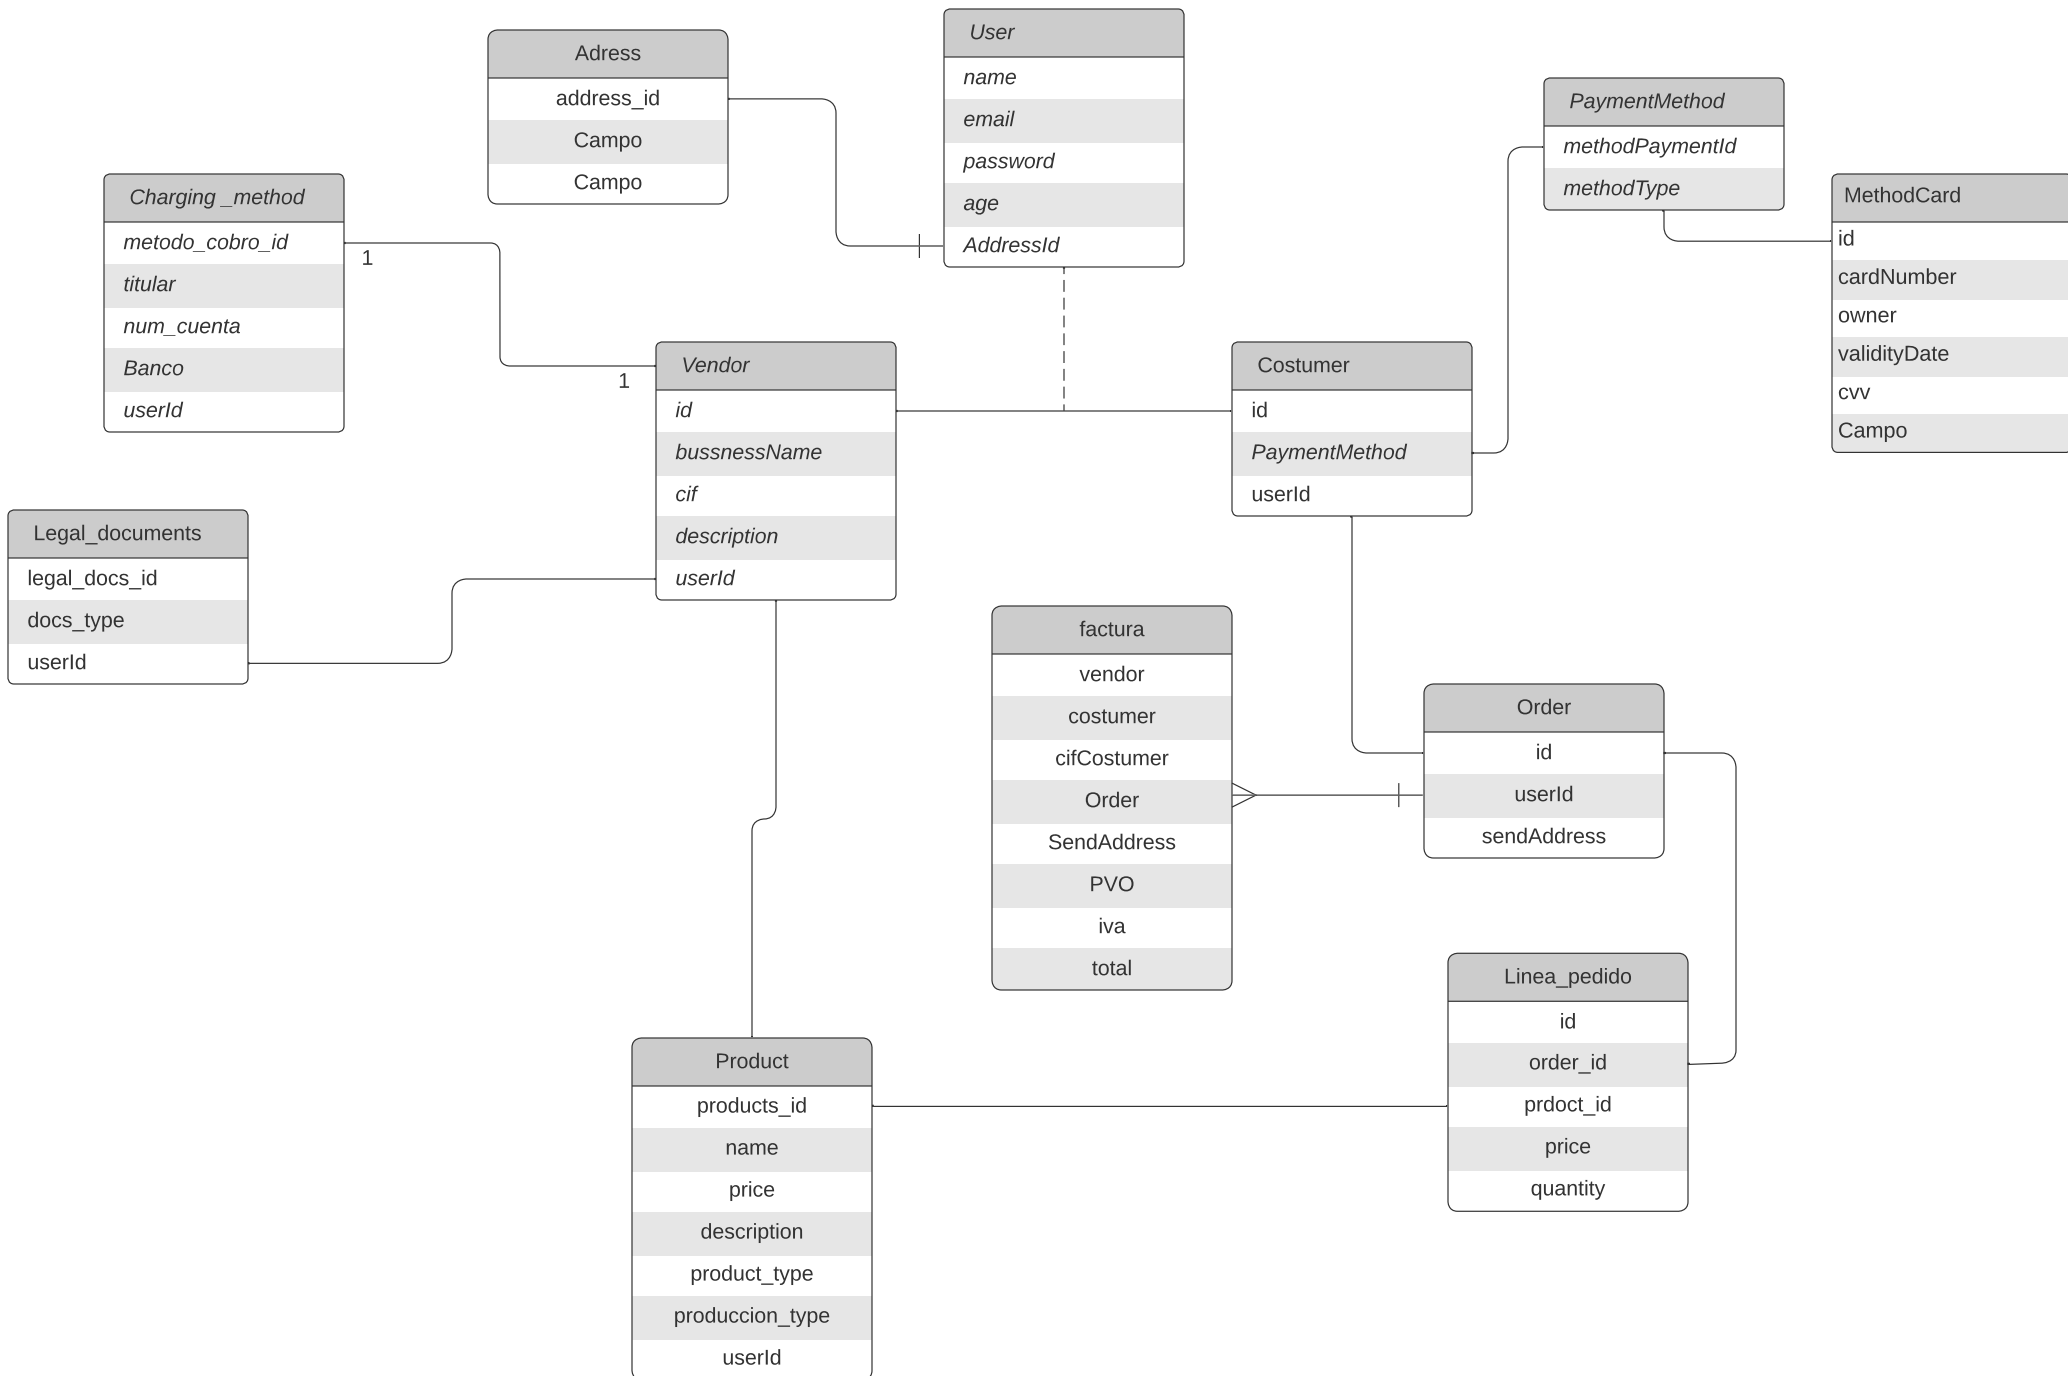 User
name
email
password
age
AddressId
Adress
address_id
Campo
Campo
PaymentMethod
methodPaymentId
methodType
Charging _method
metodo_cobro_id
titular
num_cuenta
Banco
userId
1
1
MethodCard
id
cardNumber
owner
validityDate
cvv
Campo
Vendor
id
bussnessName
cif
description
userId
Costumer
id
PaymentMethod
userId
Legal_documents
legal_docs_id
docs_type
userId
factura
vendor
costumer
cifCostumer
Order
SendAddress
PVO
iva
total
Order
id
userId
sendAddress
Linea_pedido
id
order_id
prdoct_id
price
quantity
Product
products_id
name
price
description
product_type
produccion_type
userId